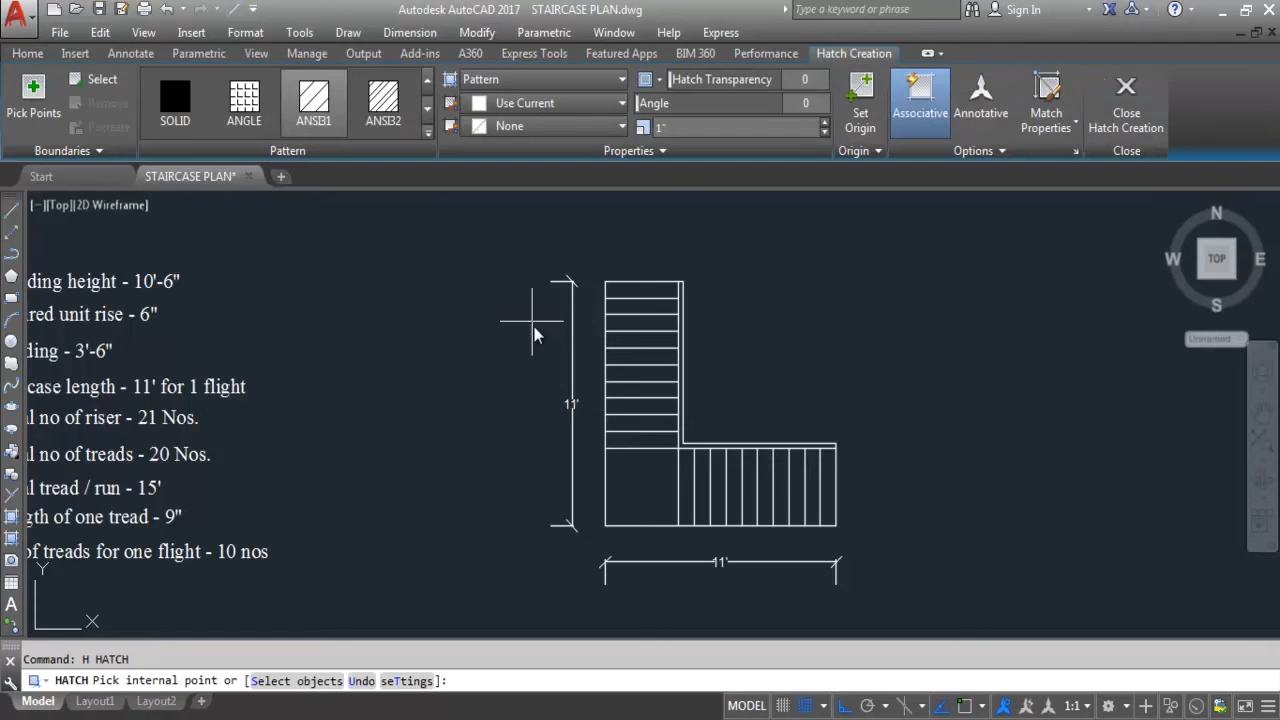 Autodesk AutoCAD 2017 STAIRCASE PLAN.dwg
Type a keyword or phrase
Sign In
File Edit View Insert Format Tools Draw Dimension Modify Parametric Window Help Express
Home Insert Annotate Parametric View Manage Output Add-ins A360 Express Tools Featured Apps BIM 360 Performance Hatch Creation
Pick Points
Select
Remove
Recreate
SOLID ANGLE ANSI31 ANSI32
Pattern
Use Current
None
Hatch Transparency 0
Angle 0
1"
Set Origin
Associative Annotative
Match Properties
Close Hatch Creation
Boundaries Pattern Properties Origin Options Close
Start STAIRCASE PLAN*
[−][Top][2D Wireframe]
N
W TOP E
S
Unnamed
ding height - 10'-6"
red unit rise - 6"
ding - 3'-6"
case length - 11' for 1 flight
l no of riser - 21 Nos.
l no of treads - 20 Nos.
l tread / run - 15'
gth of one tread - 9"
of treads for one flight - 10 nos
11'
11'
Y
X
A
Command: H HATCH
HATCH Pick internal point or [Select objects Undo seTtings]:
Model Layout1 Layout2
MODEL
1:1